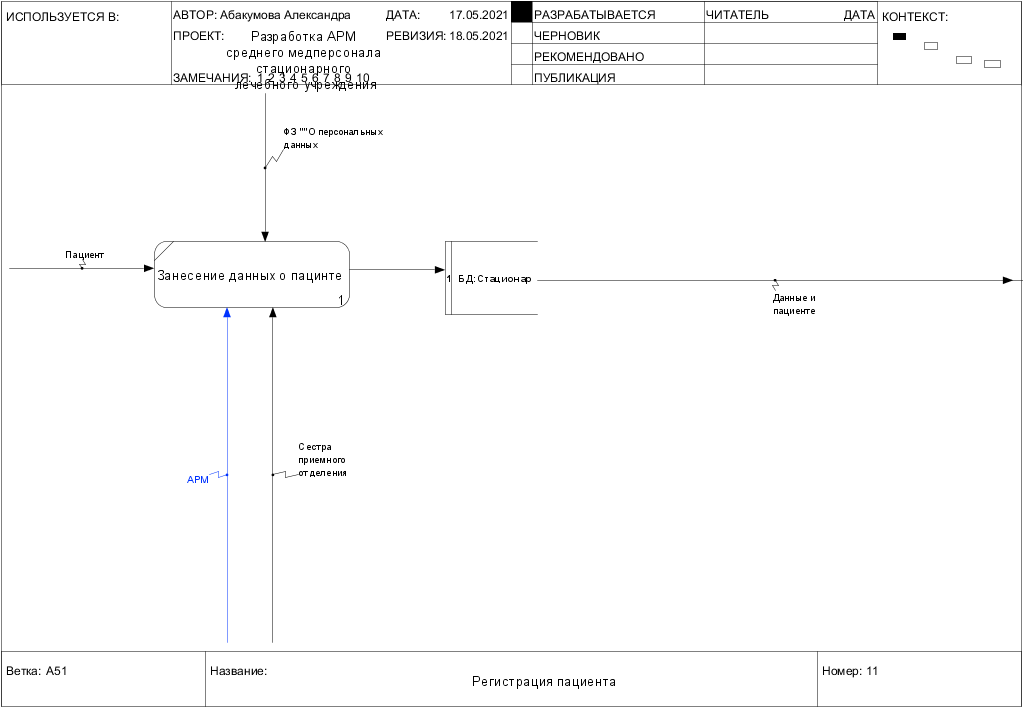 ИСПОЛЬЗУЕТСЯ В:
АВТОР: Абакумова Александра
ДАТА: 17.05.2021
ПРОЕКТ: Разработка АРМ
среднего медперсонала
стационарного
лечебного учреждения
РЕВИЗИЯ: 18.05.2021
ЗАМЕЧАНИЯ: 1 2 3 4 5 6 7 8 9 10
РАЗРАБАТЫВАЕТСЯ
ЧЕРНОВИК
РЕКОМЕНДОВАНО
ПУБЛИКАЦИЯ
ЧИТАТЕЛЬ ДАТА
КОНТЕКСТ:
ФЗ ""О персональных
данных
Пациент
Занесение данных о пацинте
1
1 БД:Стационар
Данные и
пациенте
Сестра
приемного
отделения
АРМ
Ветка: A51
Название:
Регистрация пациента
Номер: 11